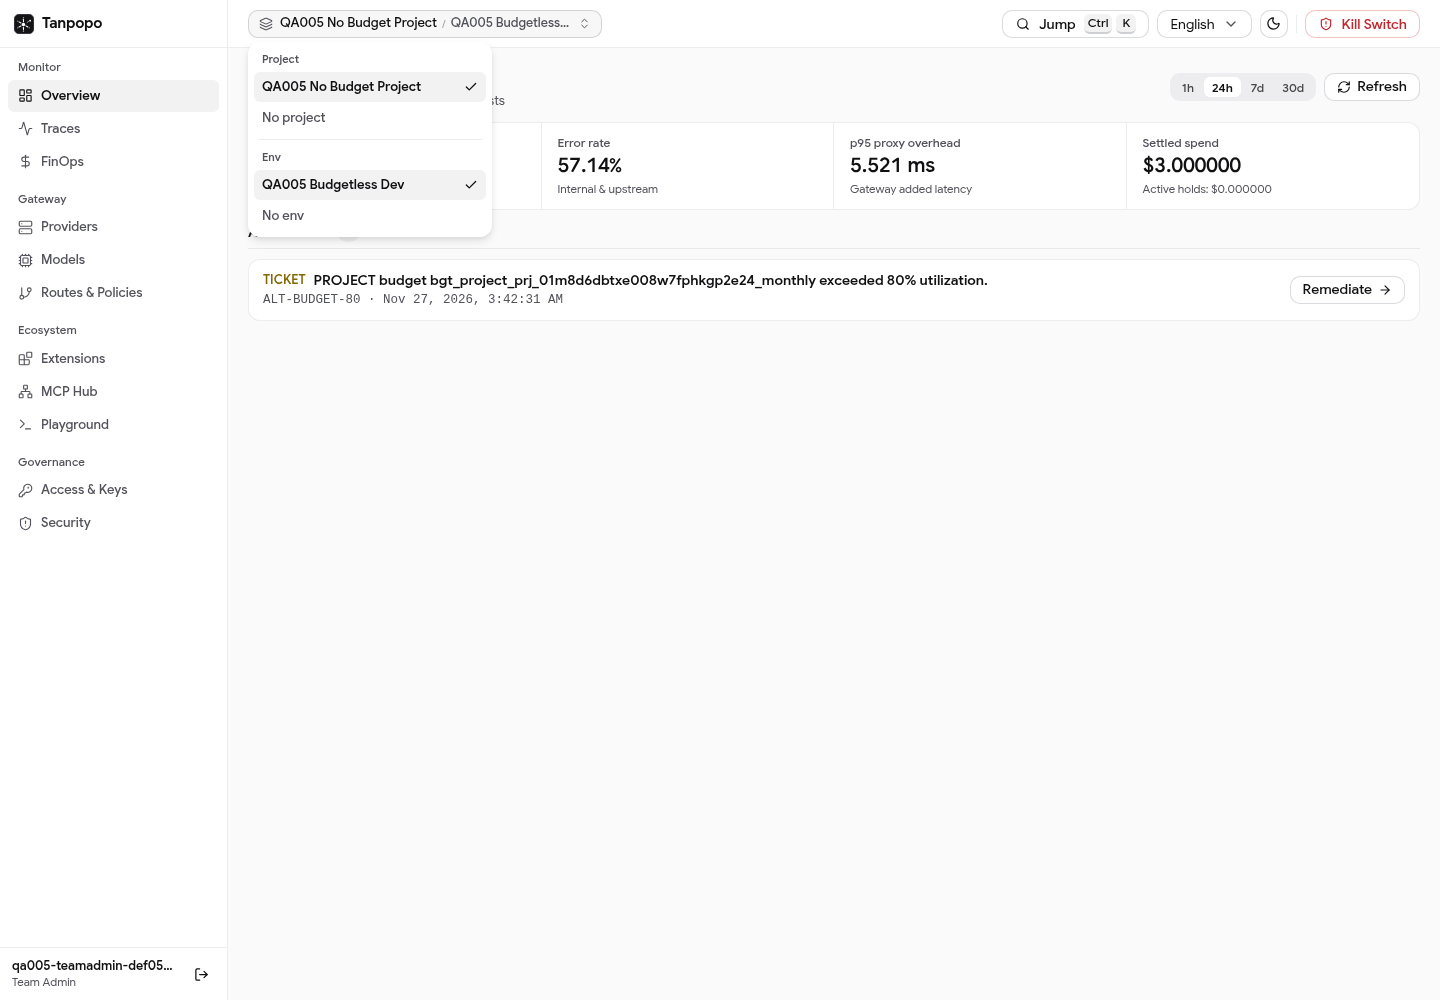 Tanpopo
QA005 No Budget Project / QA005 Budgetless...
Jump Ctrl K
English
Kill Switch
Monitor
Overview
Traces
FinOps
Gateway
Providers
Models
Routes & Policies
Ecosystem
Extensions
MCP Hub
Playground
Governance
Access & Keys
Security
qa005-teamadmin-def05...
Team Admin
Project
QA005 No Budget Project
No project
Env
QA005 Budgetless Dev
No env
1h 24h 7d 30d
Refresh
Error rate
57.14%
Internal & upstream
p95 proxy overhead
5.521 ms
Gateway added latency
Settled spend
$3.000000
Active holds: $0.000000
TICKET PROJECT budget bgt_project_prj_01m8d6dbtxe008w7fphkgp2e24_monthly exceeded 80% utilization.
ALT-BUDGET-80 · Nov 27, 2026, 3:42:31 AM
Remediate